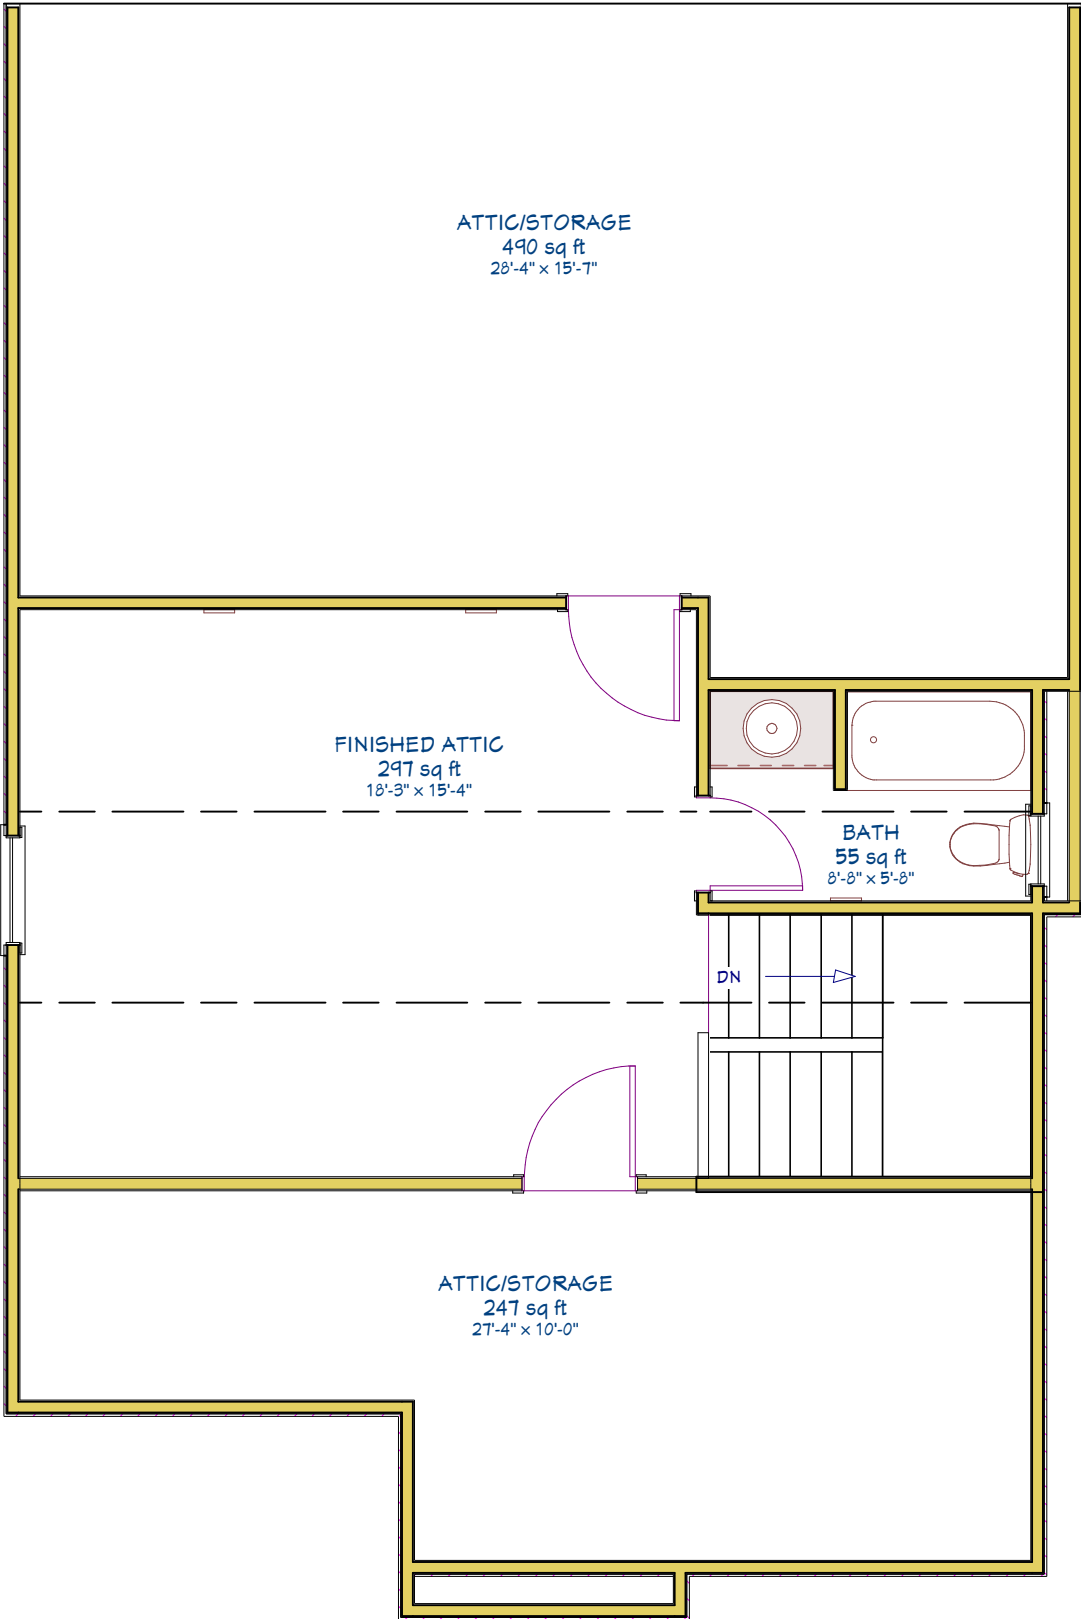 ATTIC/STORAGE
490 sq ft
28'-4" x 15'-7"
FINISHED ATTIC
297 sq ft
18'-3" x 15'-4"
BATH
55 sq ft
8'-8" x 5'-8"
DN
ATTIC/STORAGE
247 sq ft
27'-4" x 10'-0"